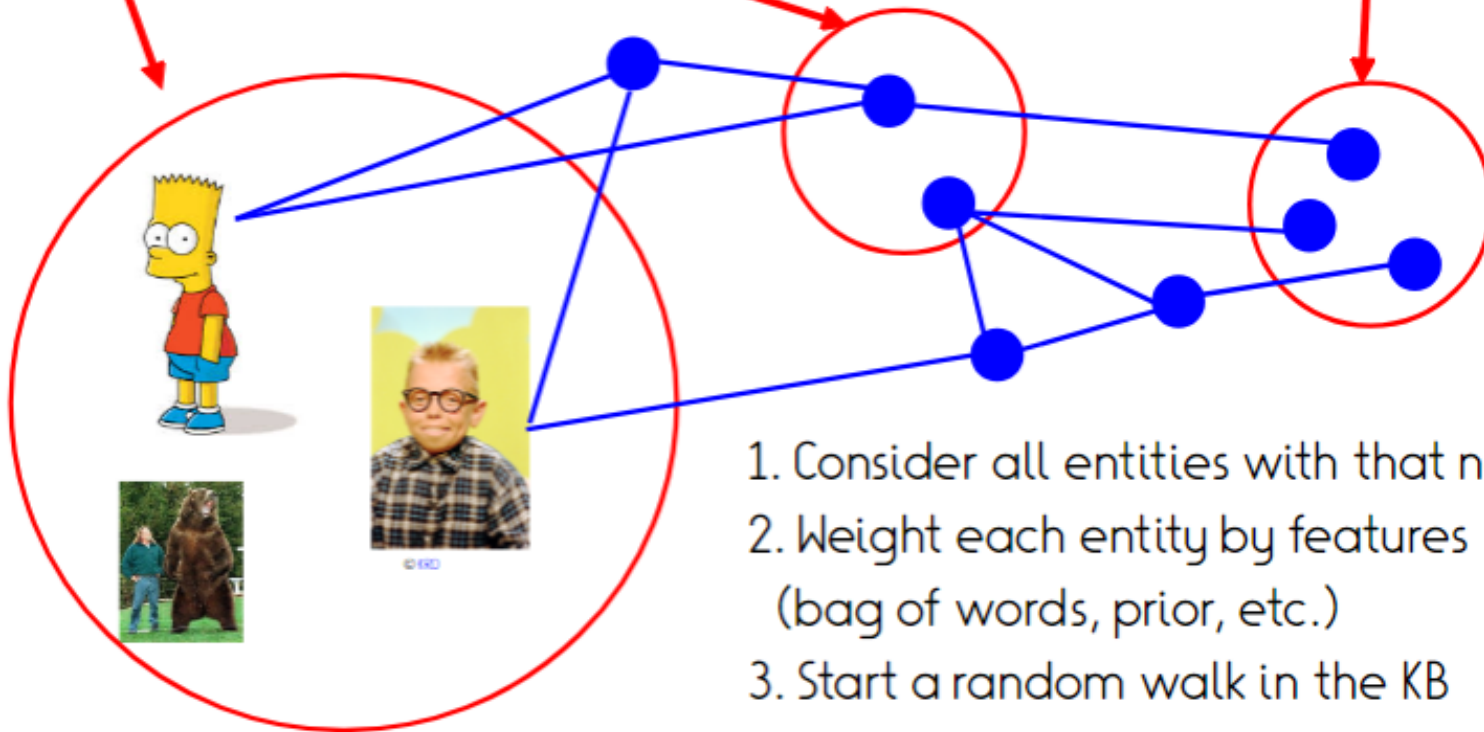 1. Consider all entities with that n
2. Weight each entity by features
(bag of words, prior, etc.)
3. Start a random walk in the KB